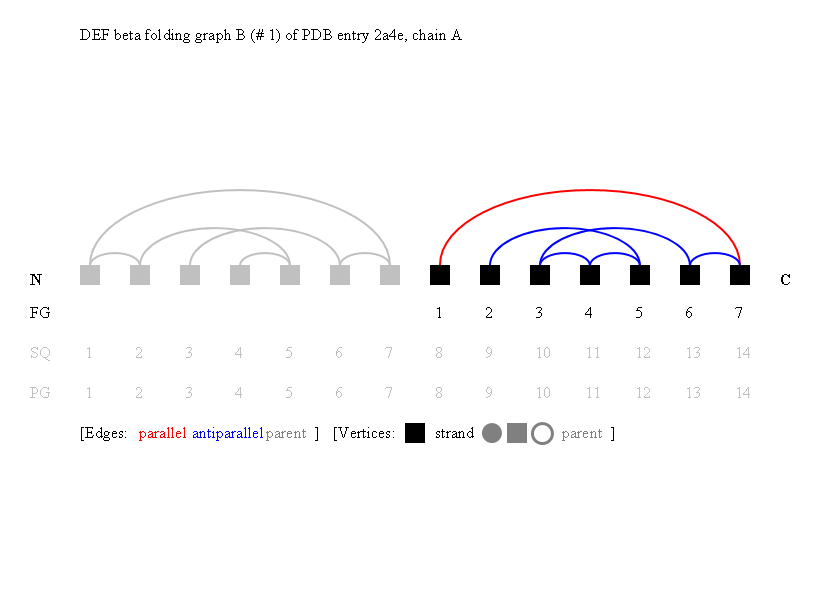 DEF beta folding graph B (# 1) of PDB entry 2a4e, chain A
N C
FG 1 2 3 4 5 6 7
SQ 1 2 3 4 5 6 7 8 9 10 11 12 13 14
PG 1 2 3 4 5 6 7 8 9 10 11 12 13 14
[Edges: parallel antiparallel parent ] [Vertices: strand parent ]